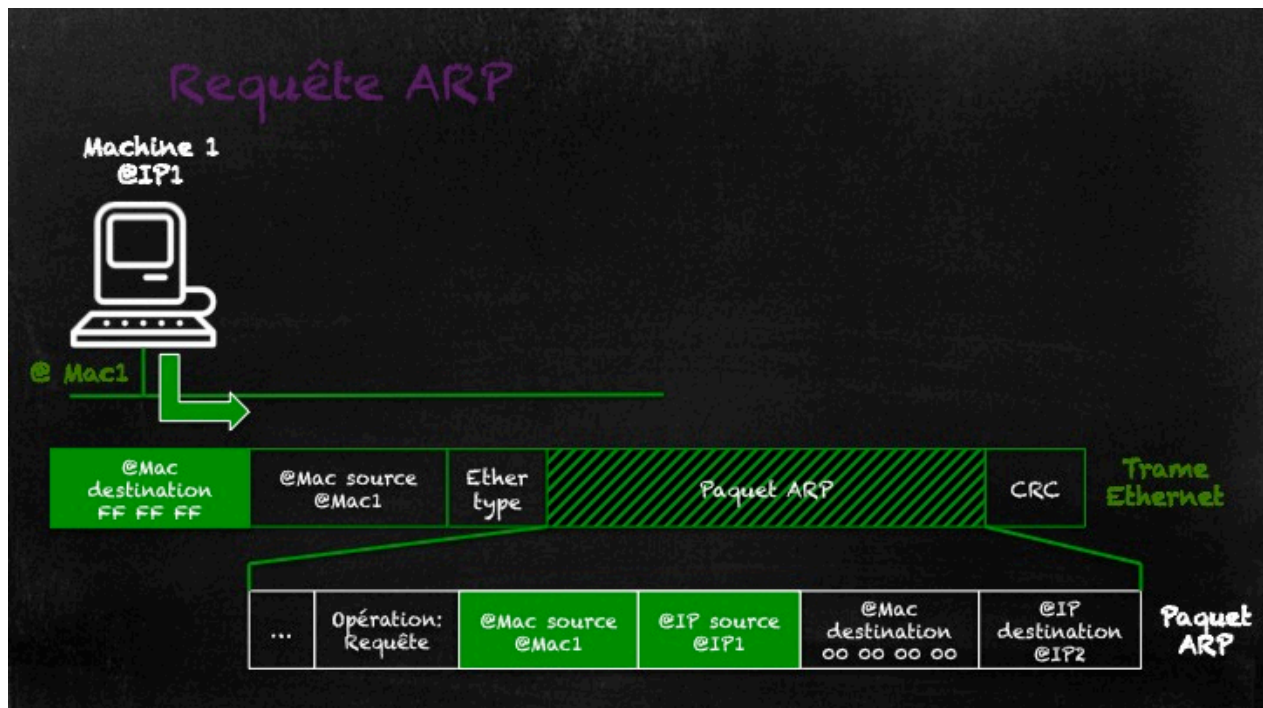 Requête ARP
Machine 1
@IP1
@ Mac1
@Mac
destination
FF FF FF
@Mac source
@Mac1
Ether
type
Paquet ARP
CRC
Trame
Ethernet
...
Opération:
Requête
@Mac source
@Mac1
@IP source
@IP1
@Mac
destination
00 00 00 00
@IP
destination
@IP2
Paquet
ARP